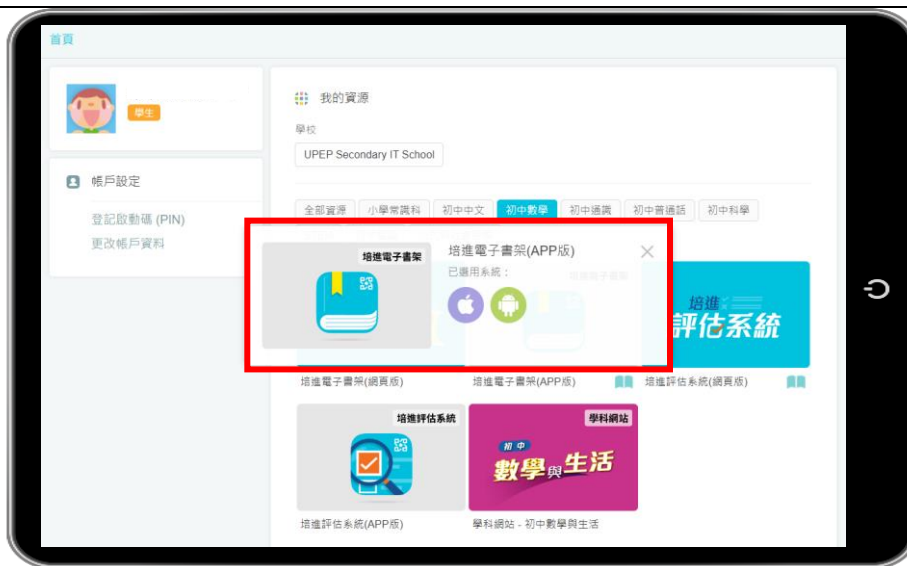 首頁
學生
帳戶設定
登記啟動碼 (PIN)
更改帳戶資料
我的資源
學校
UPEP Secondary IT School
全部資源
小學常識科
初中中文
初中數學
初中通識
初中普通話
初中科學
培進電子書架
培進電子書架(APP版)
已選用系統：
培進
評估系統
培進電子書架(網頁版)
培進電子書架(APP版)
培進評估系統(網頁版)
培進評估系統
學科網站
初中
數學與生活
培進評估系統(APP版)
學科網站 - 初中數學與生活